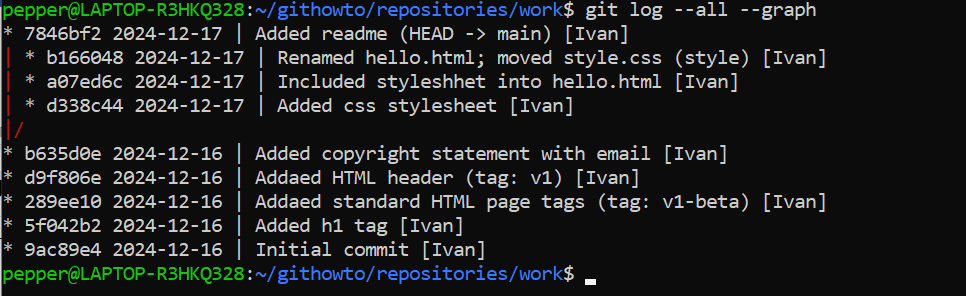 pepper@LAPTOP-R3HKQ328:~/githowto/repositories/work$ git log --all --graph
* 7846bf2 2024-12-17 | Added readme (HEAD -> main) [Ivan]
| * b166048 2024-12-17 | Renamed hello.html; moved style.css (style) [Ivan]
| * a07ed6c 2024-12-17 | Included styleshhet into hello.html [Ivan]
| * d338c44 2024-12-17 | Added css stylesheet [Ivan]
|/
* b635d0e 2024-12-16 | Added copyright statement with email [Ivan]
* d9f806e 2024-12-16 | Addaed HTML header (tag: v1) [Ivan]
* 289ee10 2024-12-16 | Addaed standard HTML page tags (tag: v1-beta) [Ivan]
* 5f042b2 2024-12-16 | Added h1 tag [Ivan]
* 9ac89e4 2024-12-16 | Initial commit [Ivan]
pepper@LAPTOP-R3HKQ328:~/githowto/repositories/work$